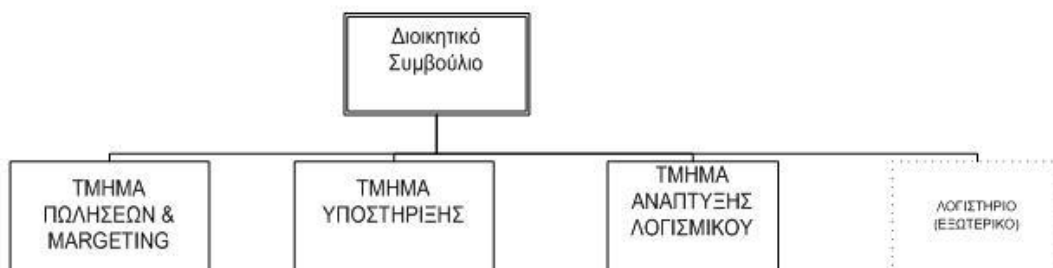 Διοικητικό
Συμβούλιο
ΤΜΗΜΑ
ΠΩΛΗΣΕΩΝ &
MARGETING
ΤΜΗΜΑ
ΥΠΟΣΤΗΡΙΞΗΣ
ΤΜΗΜΑ
ΑΝΑΠΤΥΞΗΣ
ΛΟΓΙΣΜΙΚΟΥ
ΛΟΓΙΣΤΗΡΙΟ
(ΕΞΩΤΕΡΙΚΟ)